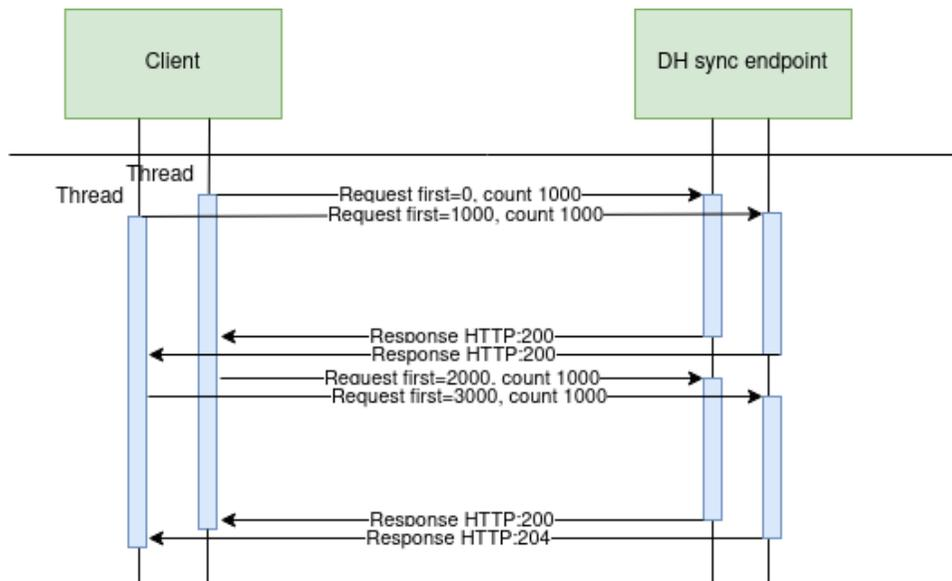 Client
DH sync endpoint
Thread
Thread
Request first=0, count 1000
Request first=1000, count 1000
Response HTTP:200
Response HTTP:200
Request first=2000, count 1000
Request first=3000, count 1000
Response HTTP:200
Response HTTP:204